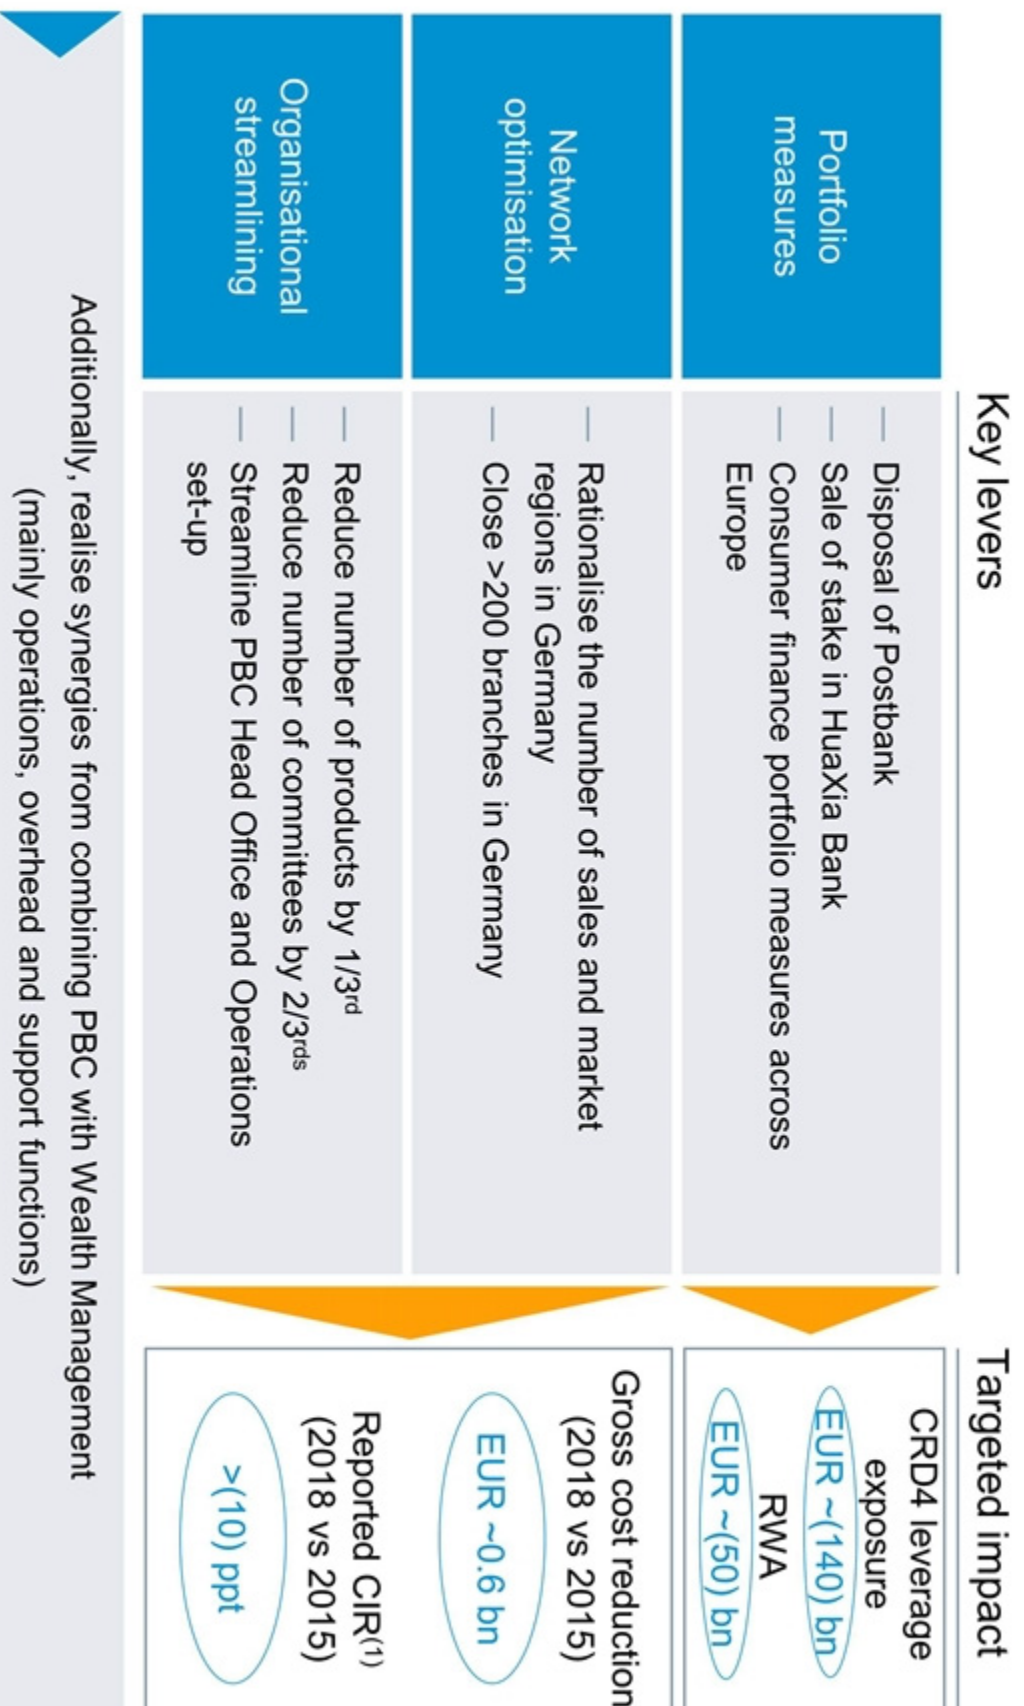 Key levers
Targeted impact
Portfolio
measures
— Disposal of Postbank
— Sale of stake in HuaXia Bank
— Consumer finance portfolio measures across
Europe
CRD4 leverage
exposure
EUR ~(140) bn
RWA
EUR ~(50) bn
Network
optimisation
— Rationalise the number of sales and market
regions in Germany
— Close >200 branches in Germany
Gross cost reduction
(2018 vs 2015)
EUR ~0.6 bn
Organisational
streamlining
— Reduce number of products by 1/3rd
— Reduce number of committees by 2/3rds
— Streamline PBC Head Office and Operations
set-up
Reported CIR(1)
(2018 vs 2015)
>(10) ppt
Additionally, realise synergies from combining PBC with Wealth Management
(mainly operations, overhead and support functions)